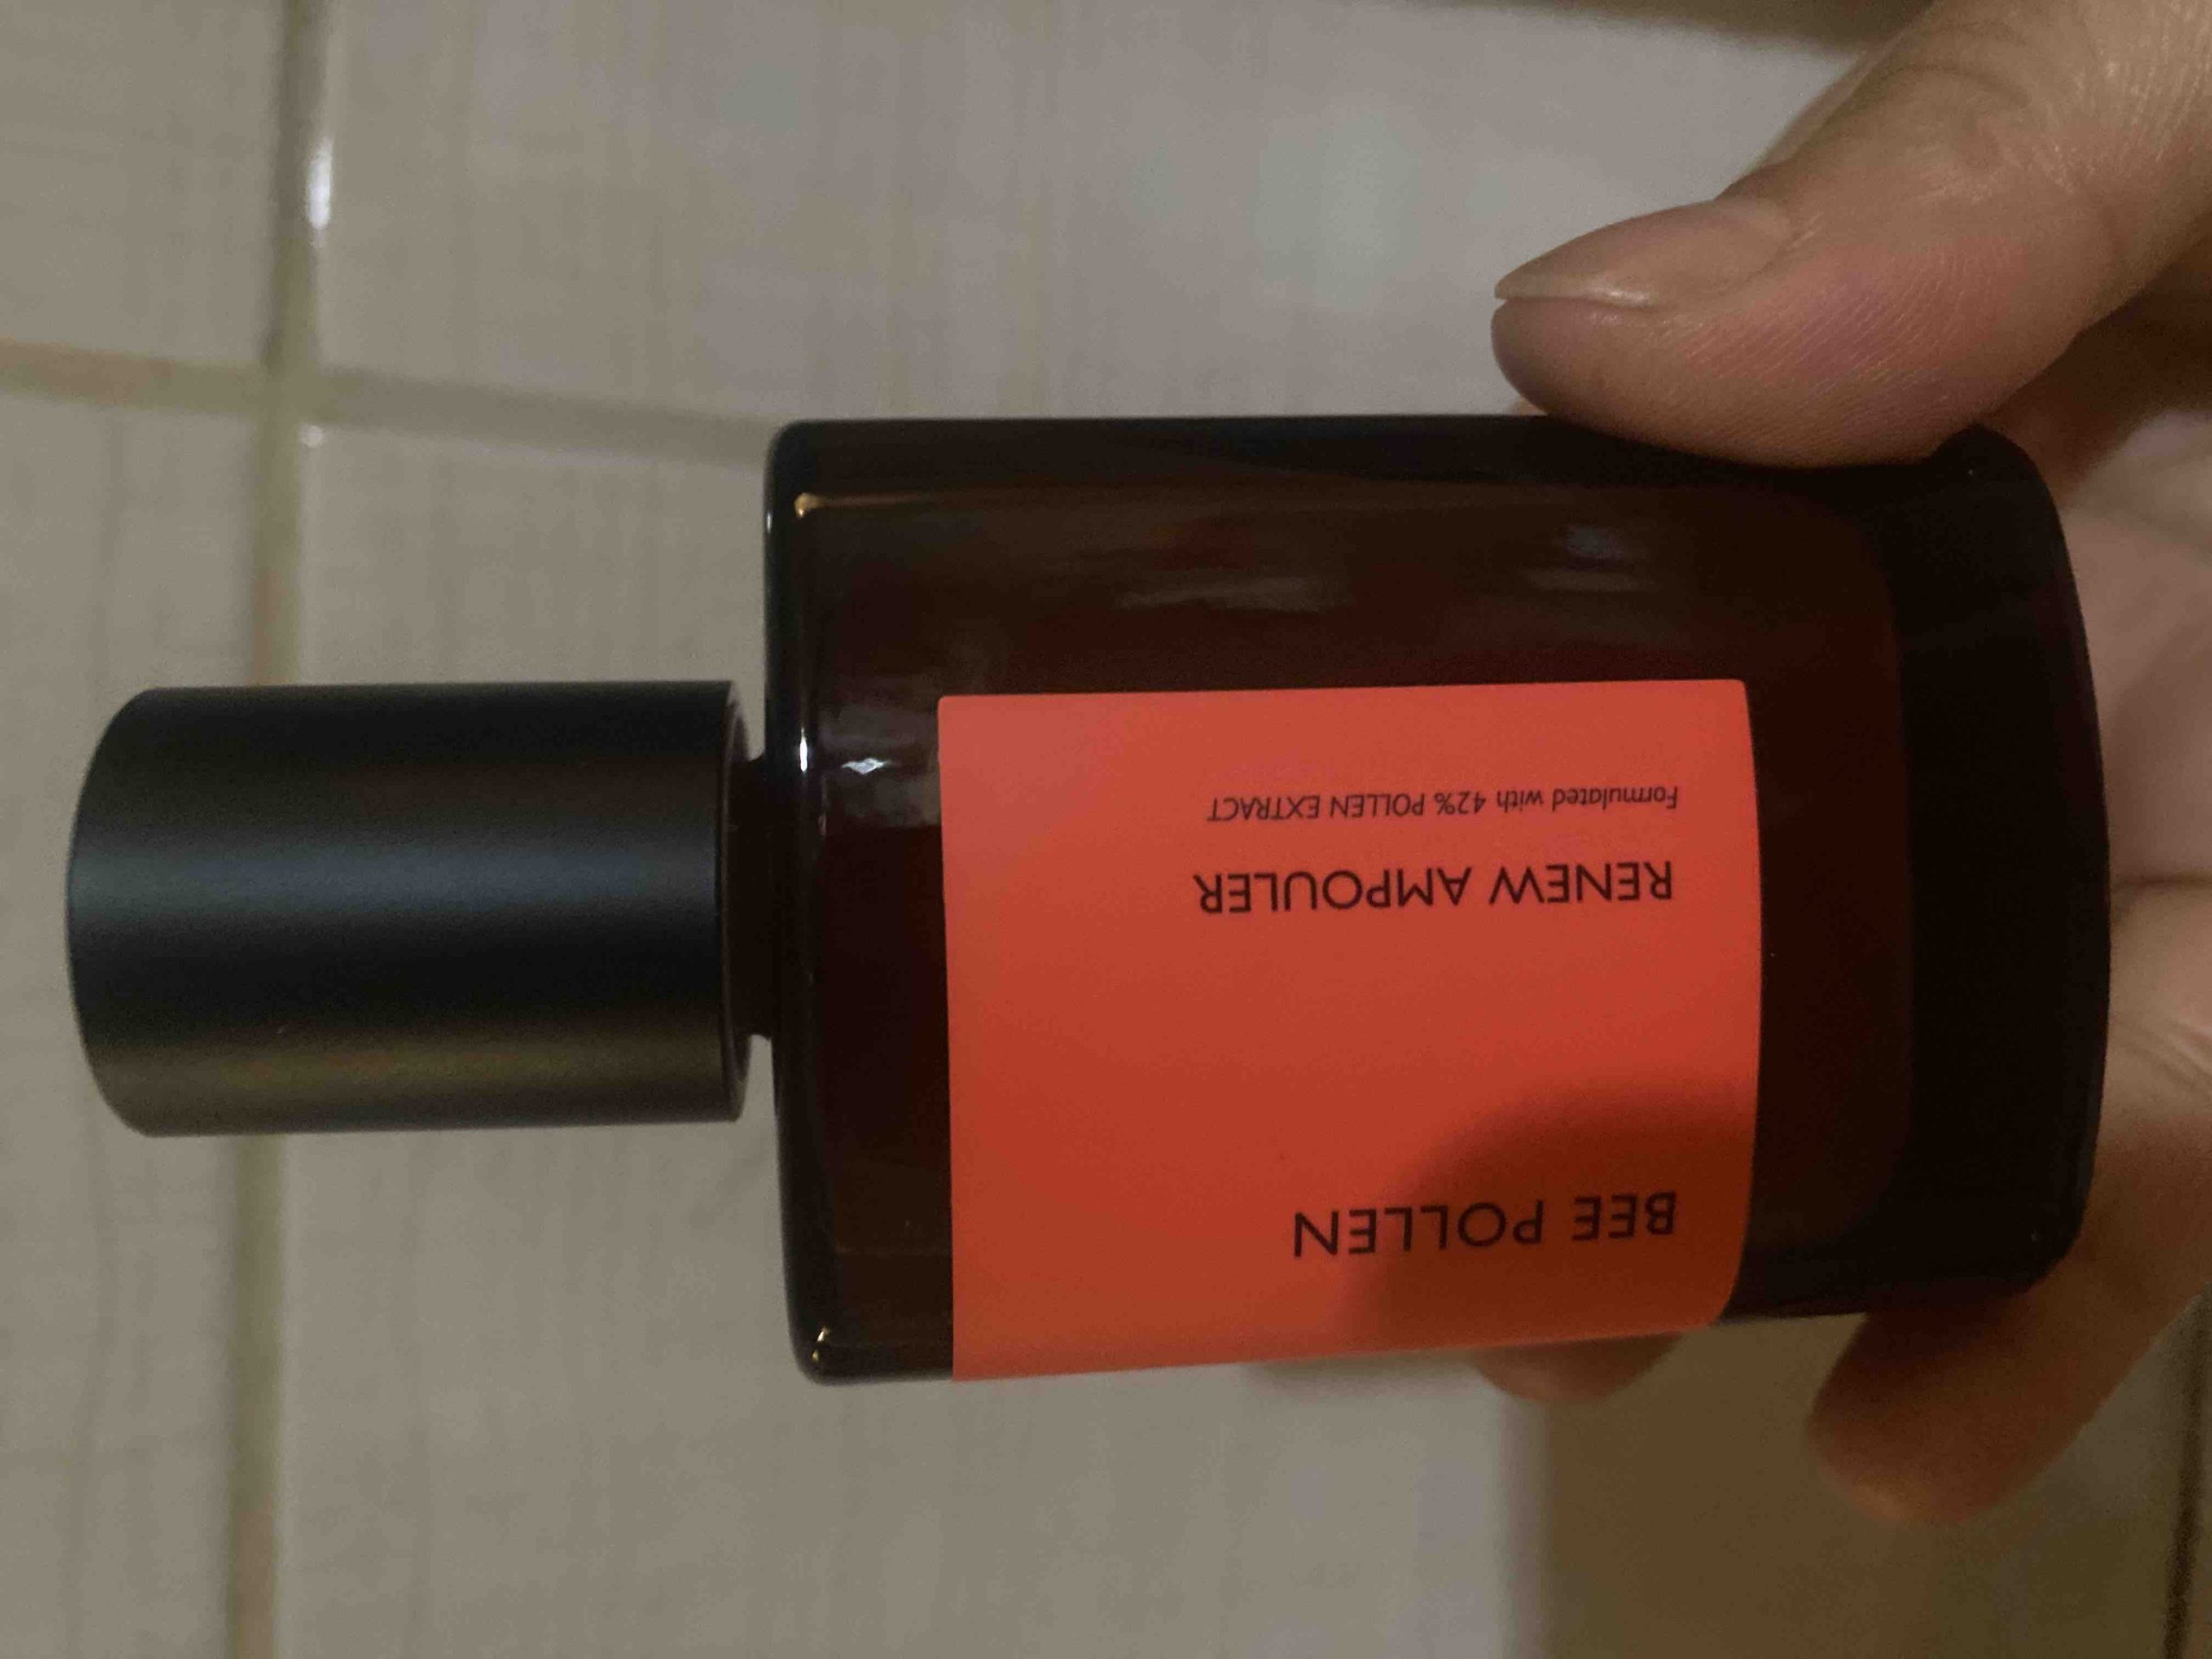 BEE POLLEN
RENEW AMPOULER
Formulated with 42% POLLEN EXTRACT